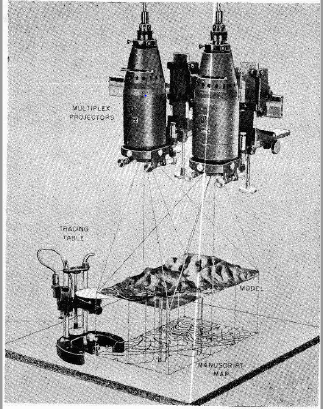 MULTIPLEX
PROJECTORS
TRACING
TABLE
MODEL
MANUSCRIPT
MAP